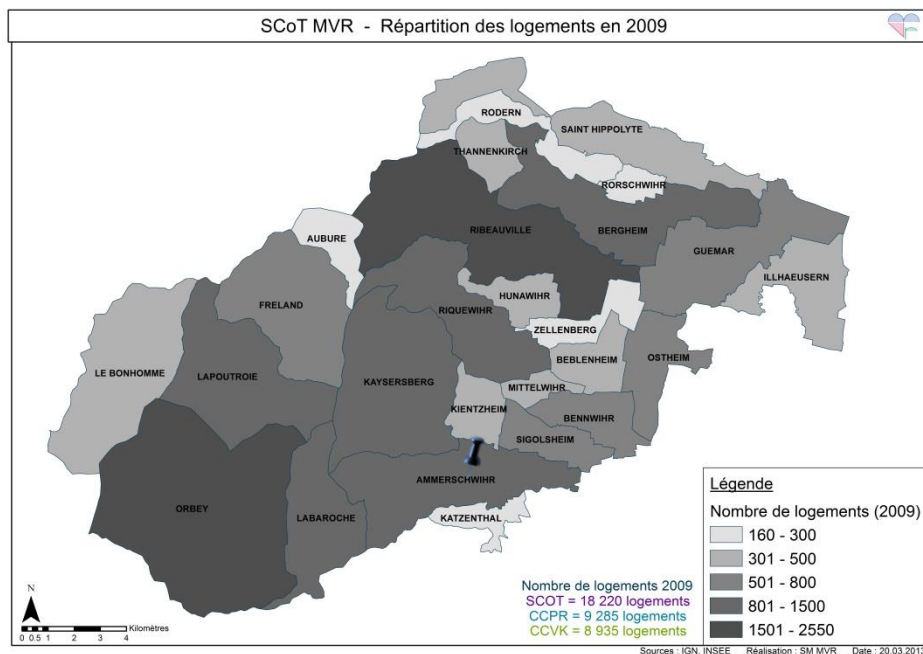 SCoT MVR - Répartition des logements en 2009
RODERN
SAINT HIPPOLYTE
THANNENKIRCH
RORSCHWIHR
RIBEAUVILLE
BERGHEIM
AUBURE
GUEMAR
ILLHAEUSERN
FRELAND
HUNAWIHR
RIQUEWIHR
ZELLENBERG
BEBLENHEIM
OSTHEIM
LE BONHOMME
LAPOUTROIE
KAYSERSBERG
MITTELWIHR
KIENTZHEIM
BENNWIHR
SIGOLSHEIM
AMMERSCHWIHR
ORBEY
LABAROCHE
KATZENTHAL
Légende
Nombre de logements (2009)
160 - 300
301 - 500
501 - 800
801 - 1500
1501 - 2550
Nombre de logements 2009
SCOT = 18 220 logements
CCPR = 9 285 logements
CCVK = 8 935 logements
N
Kilomètres
0 0.5 1 2 3 4
Sources : IGN, INSEE Réalisation : SM MVR Date : 20.03.2013